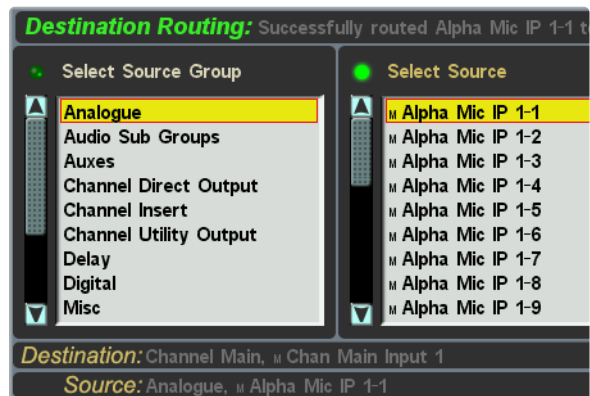 Destination Routing: Successfully routed Alpha Mic IP 1-1 t
Select Source Group
Analogue
Audio Sub Groups
Auxes
Channel Direct Output
Channel Insert
Channel Utility Output
Delay
Digital
Misc
Select Source
M Alpha Mic IP 1-1
M Alpha Mic IP 1-2
M Alpha Mic IP 1-3
M Alpha Mic IP 1-4
M Alpha Mic IP 1-5
M Alpha Mic IP 1-6
M Alpha Mic IP 1-7
M Alpha Mic IP 1-8
M Alpha Mic IP 1-9
Destination: Channel Main, M Chan Main Input 1
Source: Analogue, M Alpha Mic IP 1-1